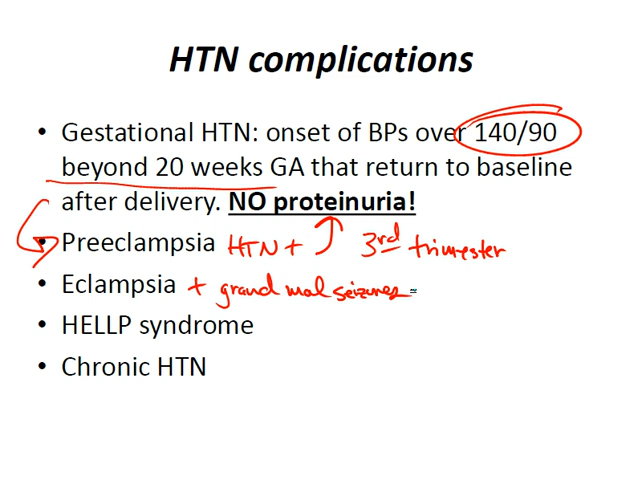 HTN complications
• Gestational HTN: onset of BPs over 140/90
beyond 20 weeks GA that return to baseline
after delivery. NO proteinuria!
• Preeclampsia HTN + 3rd trimester
• Eclampsia + grand mal seizures
• HELLP syndrome
• Chronic HTN